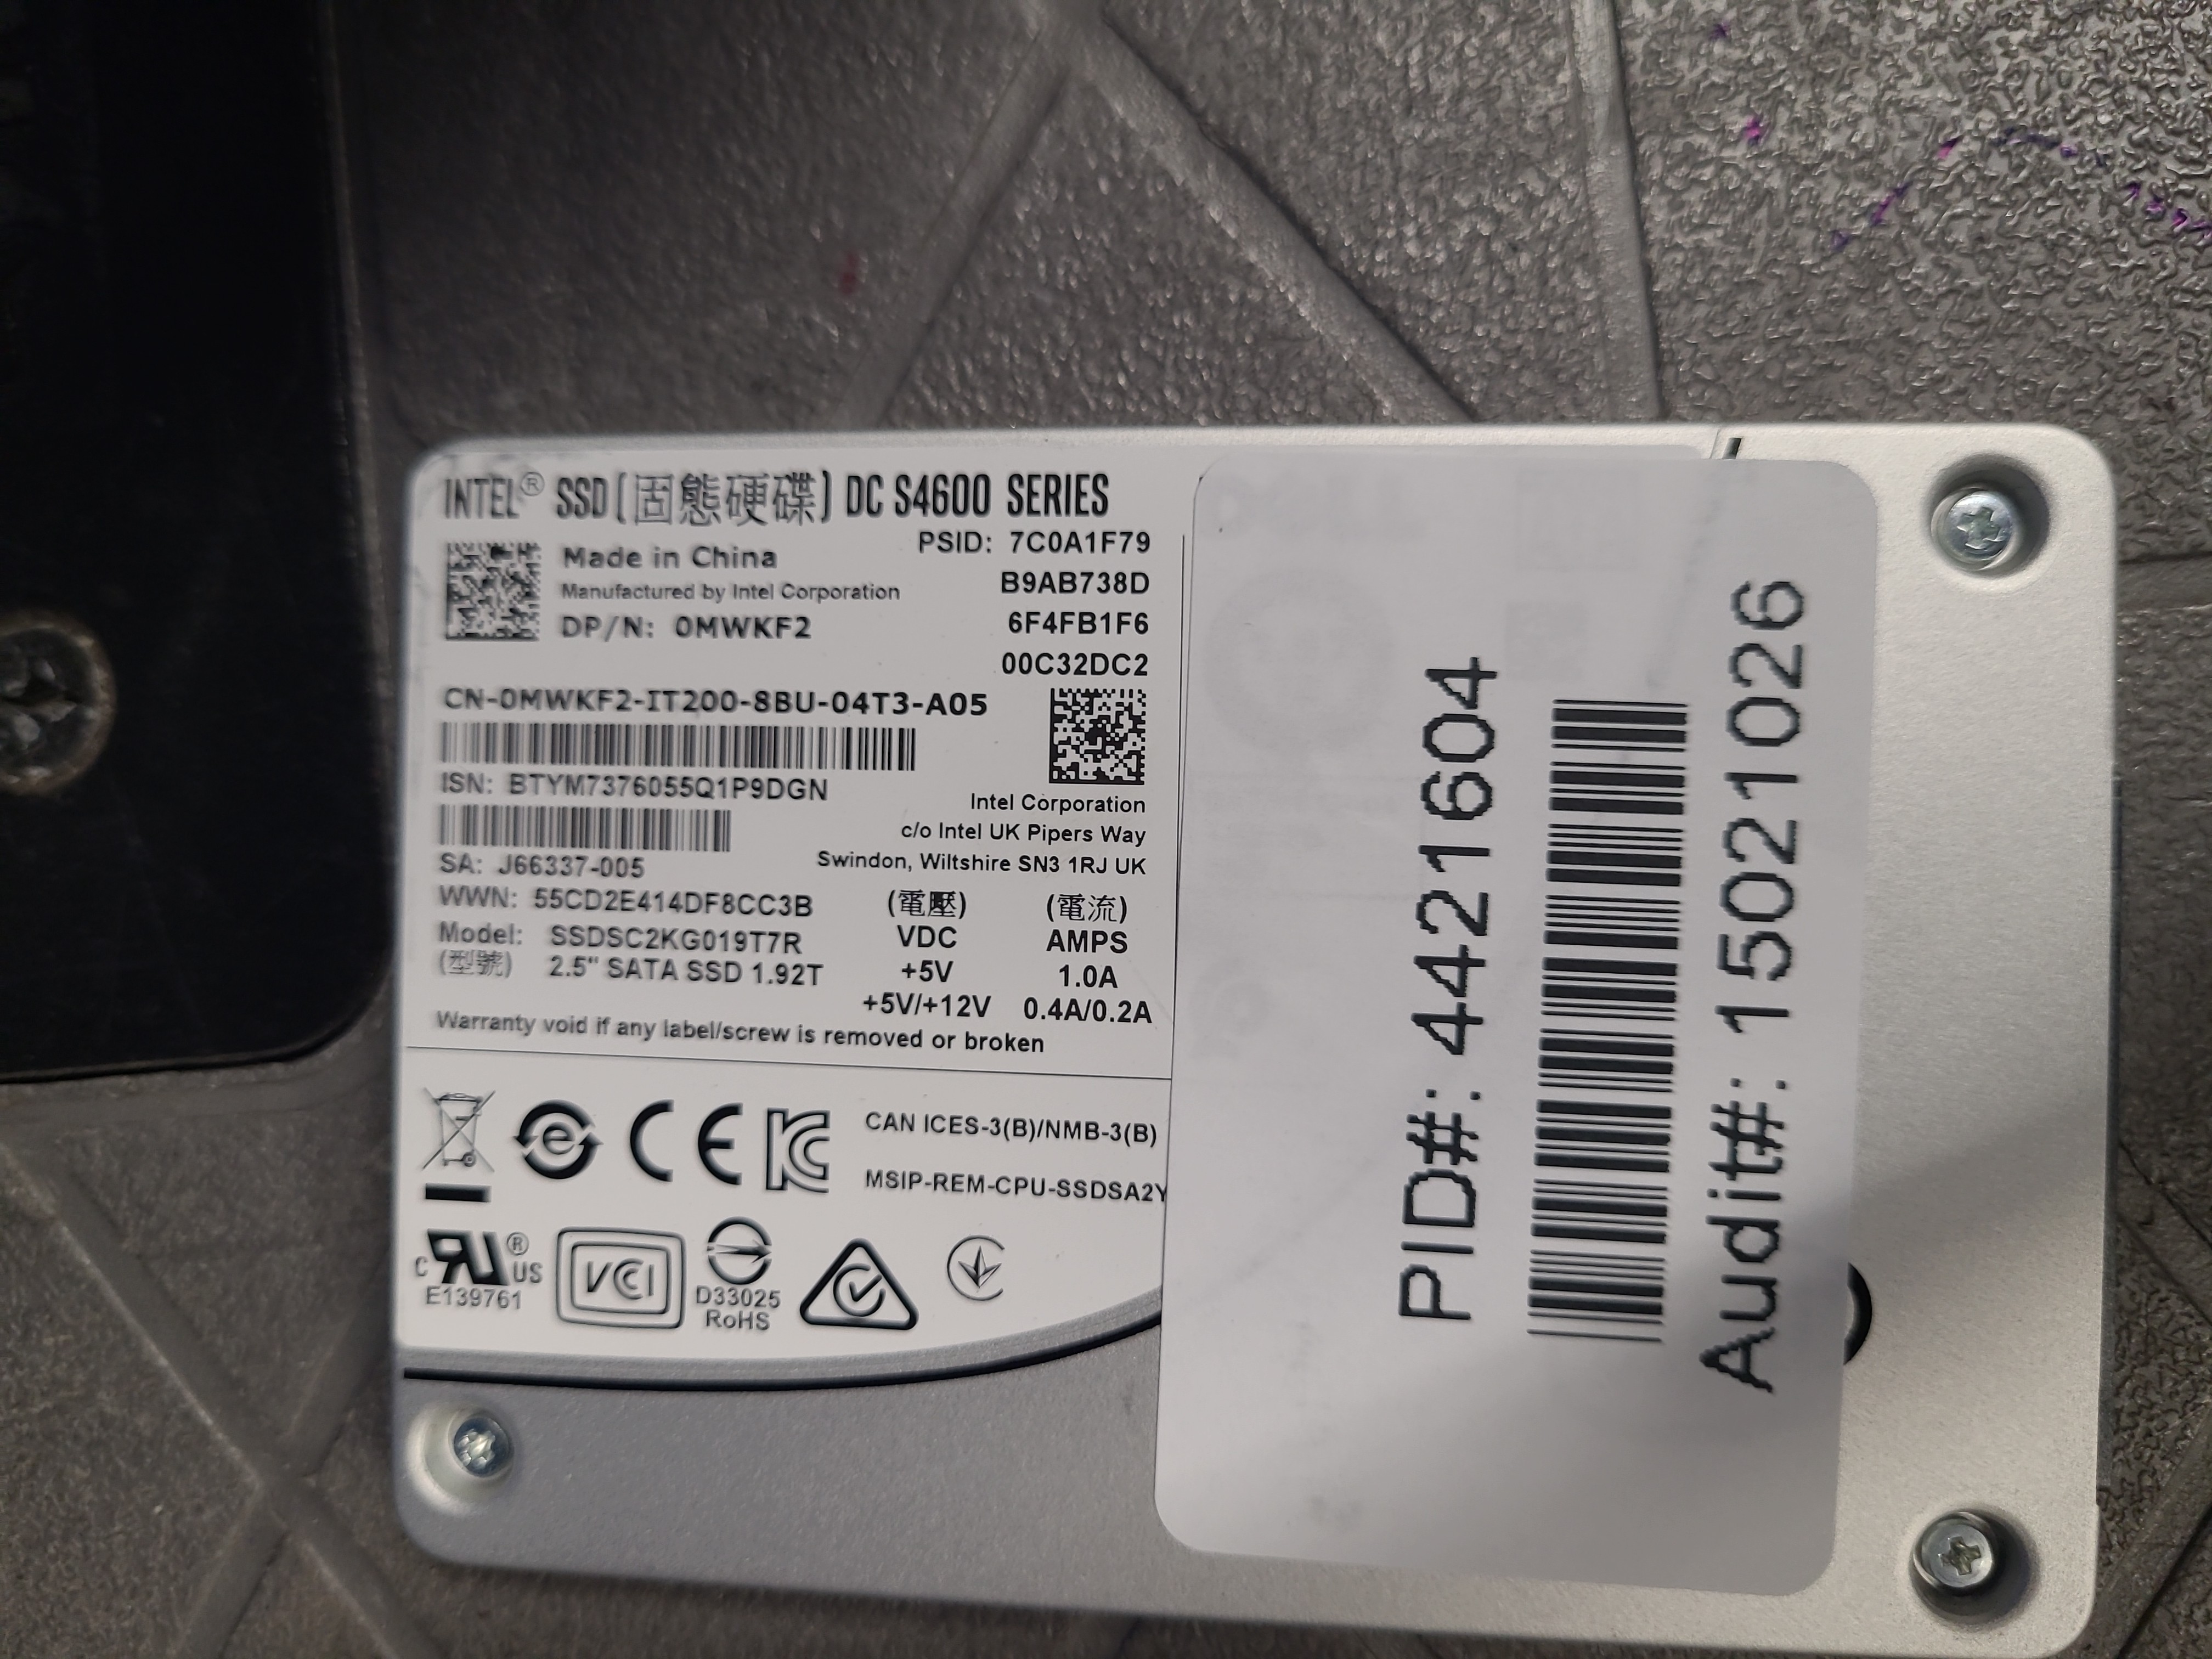 INTEL® SSD (固態硬碟) DC S4600 SERIES
Made in China
Manufactured by Intel Corporation
DP/N: 0MWKF2
PSID: 7C0A1F79
B9AB738D
6F4FB1F6
00C32DC2
CN-0MWKF2-IT200-8BU-04T3-A05
ISN: BTYM7376055Q1P9DGN
SA: J66337-005
Intel Corporation
c/o Intel UK Pipers Way
Swindon, Wiltshire SN3 1RJ UK
WWN: 55CD2E414DF8CC3B
Model: SSDSC2KG019T7R
(型號) 2.5" SATA SSD 1.92T
(電壓) (電流)
VDC AMPS
+5V 1.0A
+5V/+12V 0.4A/0.2A
Warranty void if any label/screw is removed or broken
CAN ICES-3(B)/NMB-3(B)
MSIP-REM-CPU-SSDSA2Y
c UR® US
E139761
VCI
D33025
RoHS
PID#: 4421604
Audit#: 15021026